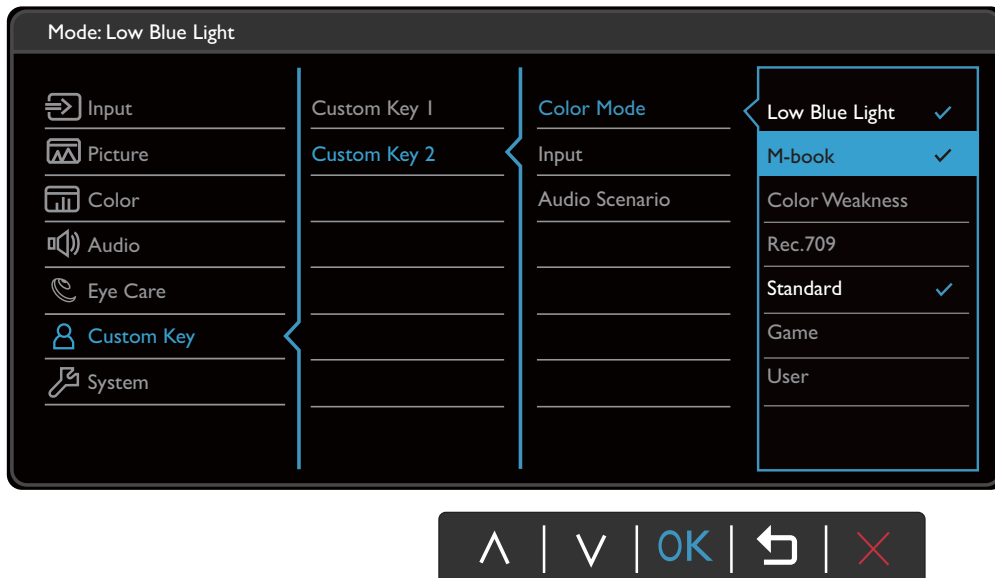 Mode: Low Blue Light
Input
Picture
Color
Audio
Eye Care
Custom Key
System
Custom Key 1
Custom Key 2
Color Mode
Input
Audio Scenario
Low Blue Light
M-book
Color Weakness
Rec.709
Standard
Game
User
OK